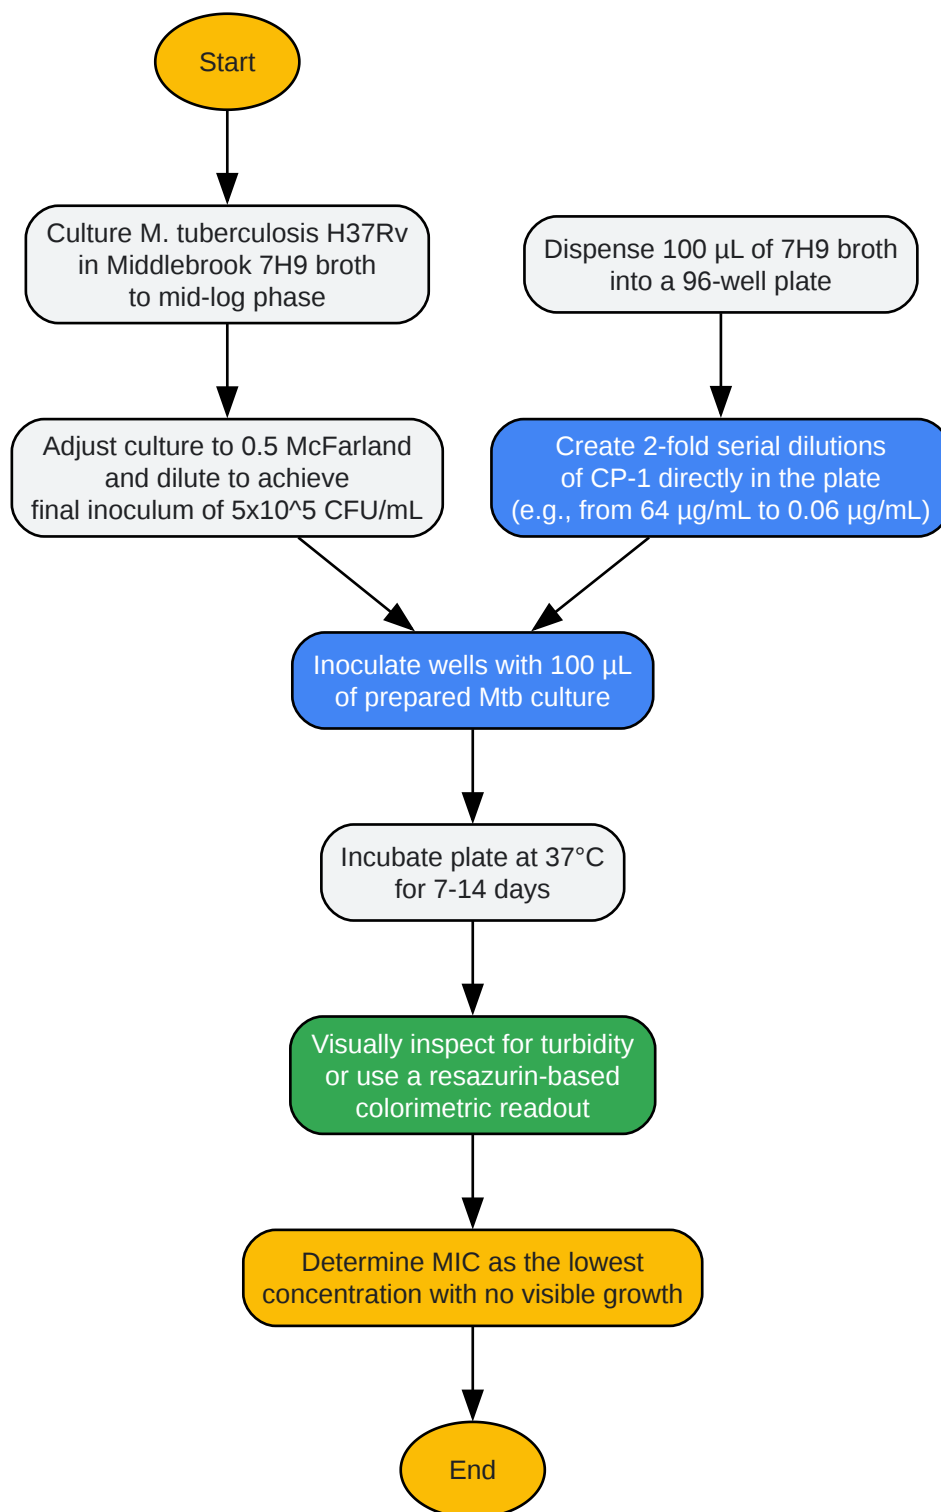 Start
Culture M. tuberculosis H37Rv
in Middlebrook 7H9 broth
to mid-log phase
Dispense 100 µL of 7H9 broth
into a 96-well plate
Adjust culture to 0.5 McFarland
and dilute to achieve
final inoculum of 5x10^5 CFU/mL
Create 2-fold serial dilutions
of CP-1 directly in the plate
(e.g., from 64 µg/mL to 0.06 µg/mL)
Inoculate wells with 100 µL
of prepared Mtb culture
Incubate plate at 37°C
for 7-14 days
Visually inspect for turbidity
or use a resazurin-based
colorimetric readout
Determine MIC as the lowest
concentration with no visible growth
End